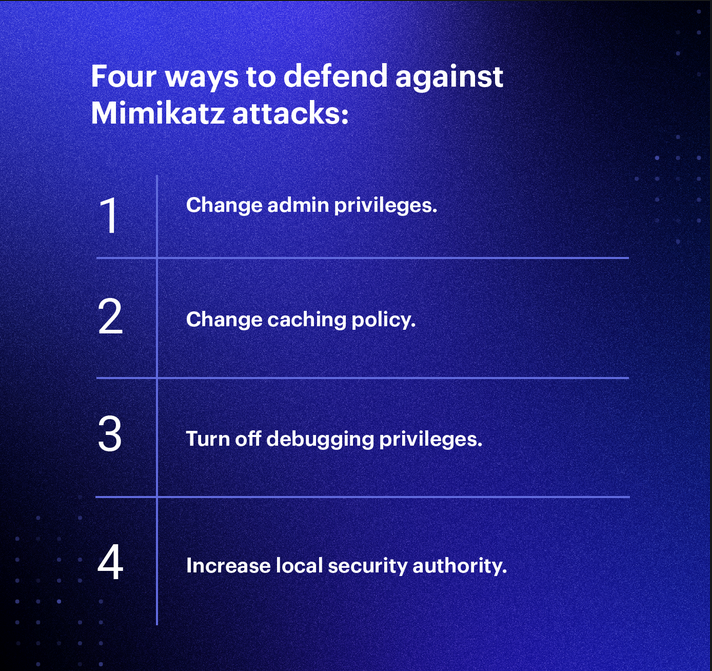 Four ways to defend against
Mimikatz attacks:
1
Change admin privileges.
2
Change caching policy.
3
Turn off debugging privileges.
4
Increase local security authority.